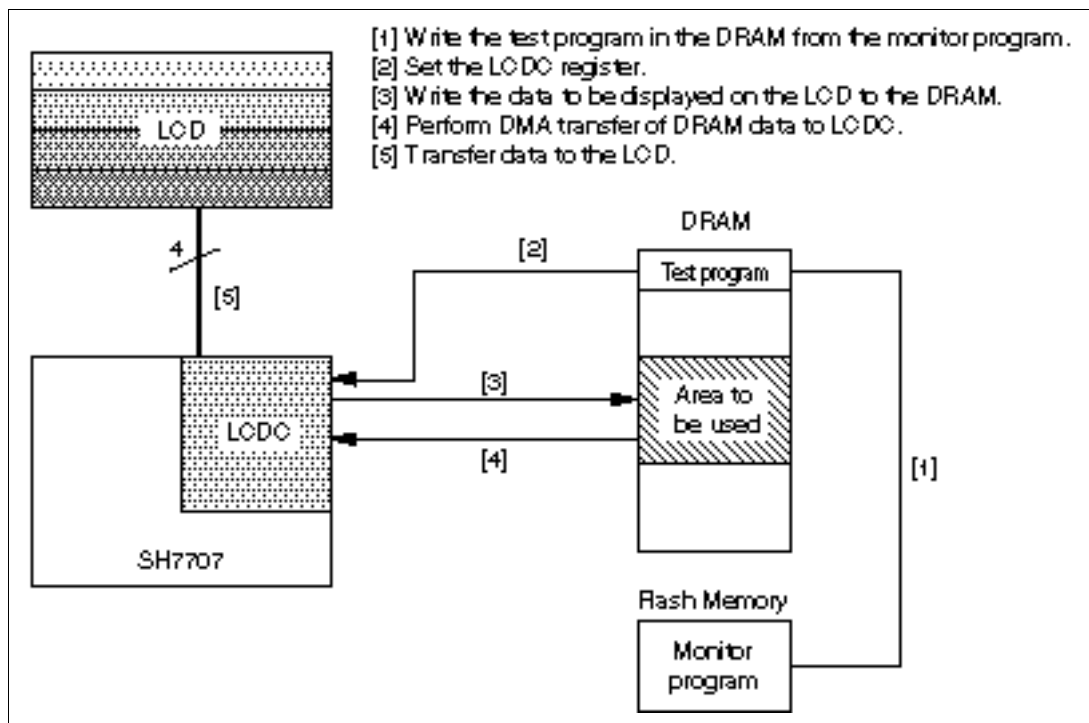 [1] Write the test program in the DRAM from the monitor program.
[2] Set the LCDC register.
[3] Write the data to be displayed on the LCD to the DRAM.
[4] Perform DMA transfer of DRAM data to LCDC.
[5] Transfer data to the LCD.
LCD
DRAM
4
[2]
Test program
[5]
[3]
Area to
be used
LCDC
[4]
[1]
SH7707
Flash Memory
Monitor
program